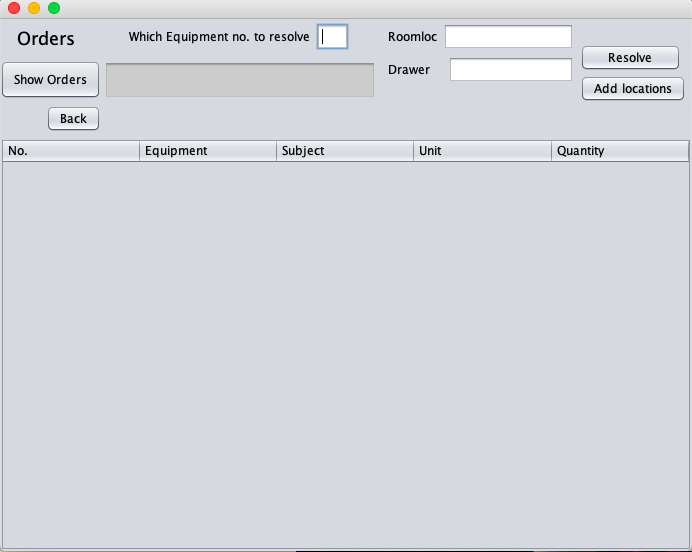 Orders
Which Equipment no. to resolve
Roomloc
Resolve
Show Orders
Drawer
Add locations
Back
No. Equipment Subject Unit Quantity